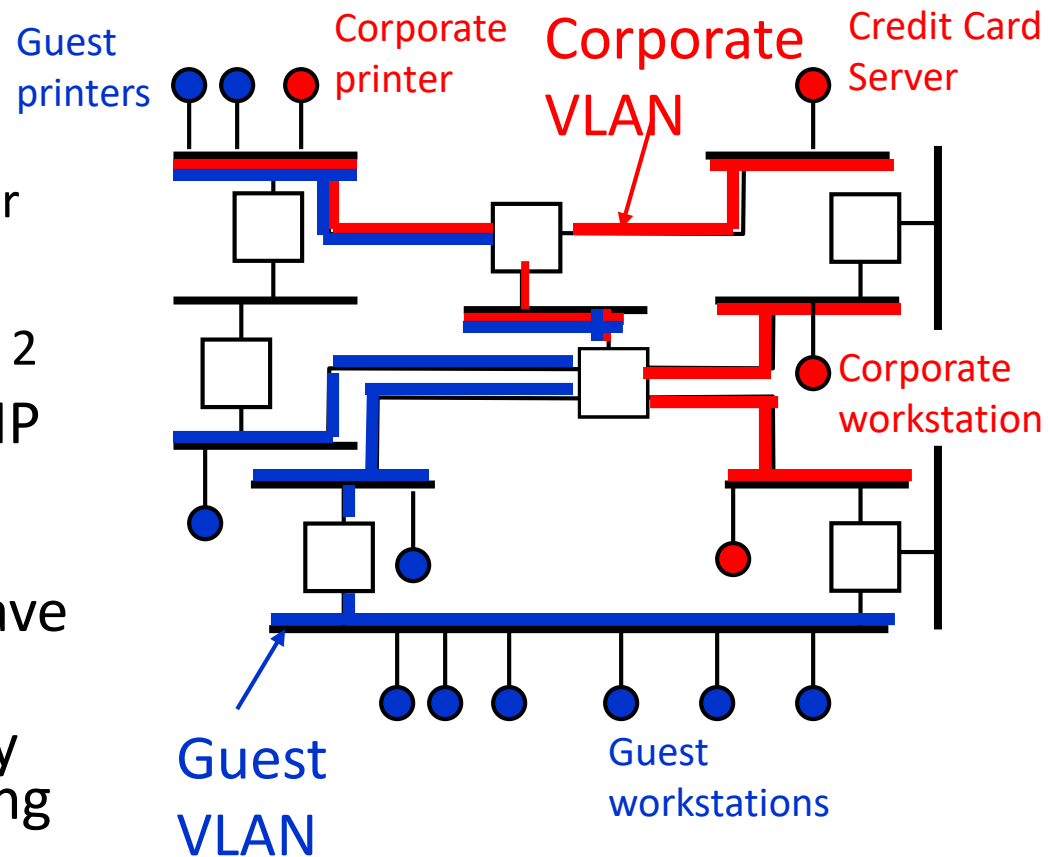 Guest
printers
Corporate
printer
Corporate
VLAN
Credit Card
Server
r
2
IP
Corporate
workstation
ave
y
ng
Guest
VLAN
Guest
workstations